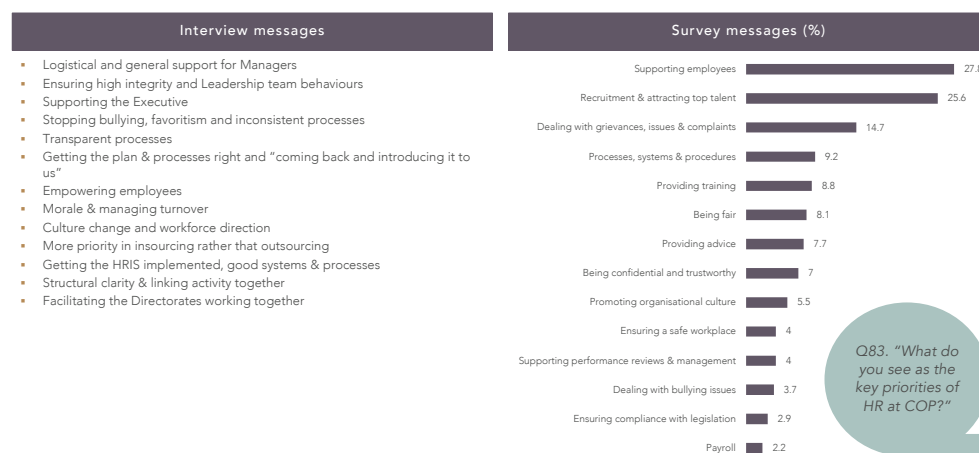 Interview messages
Logistical and general support for Managers
Ensuring high integrity and Leadership team behaviours
Supporting the Executive
Stopping bullying, favoritism and inconsistent processes
Transparent processes
Getting the plan & processes right and “coming back and introducing it to
us”
Empowering employees
Morale & managing turnover
Culture change and workforce direction
More priority in insourcing rather that outsourcing
Getting the HRIS implemented, good systems & processes
Structural clarity & linking activity together
Facilitating the Directorates working together
Survey messages (%)
Supporting employees
Recruitment & attracting top talent 25.6
Dealing with grievances, issues & complaints 14.7
Processes, systems & procedures 9.2
Providing training 8.8
Being fair 8.1
Providing advice 7.7
Being confidential and trustworthy 7
Promoting organisational culture 5.5
Ensuring a safe workplace 4
Supporting performance reviews & management 4
Dealing with bullying issues 3.7
Ensuring compliance with legislation 2.9
Payroll 2.2
Q83. “What do
you see as the
key priorities of
HR at COP?“